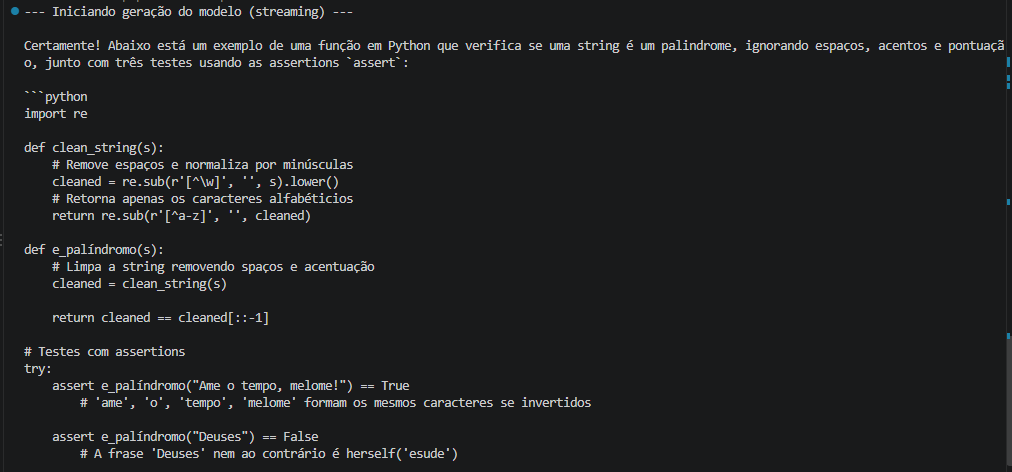 --- Iniciando geração do modelo (streaming) ---
Certamente! Abaixo está um exemplo de uma função em Python que verifica se uma string é um palindrome, ignorando espaços, acentos e pontuaçã
o, junto com três testes usando as assertions `assert`:
```python
import re
def clean_string(s):
    # Remove espaços e normaliza por minúsculas
    cleaned = re.sub(r'[^\w]', '', s).lower()
    # Retorna apenas os caracteres alfabéticios
    return re.sub(r'[^a-z]', '', cleaned)
def e_palíndromo(s):
    # Limpa a string removendo spaços e acentuação
    cleaned = clean_string(s)
    return cleaned == cleaned[::-1]
# Testes com assertions
try:
    assert e_palíndromo("Ame o tempo, melome!") == True
        # 'ame', 'o', 'tempo', 'melome' formam os mesmos caracteres se invertidos
    assert e_palíndromo("Deuses") == False
        # A frase 'Deuses' nem ao contrário é herself('esude')